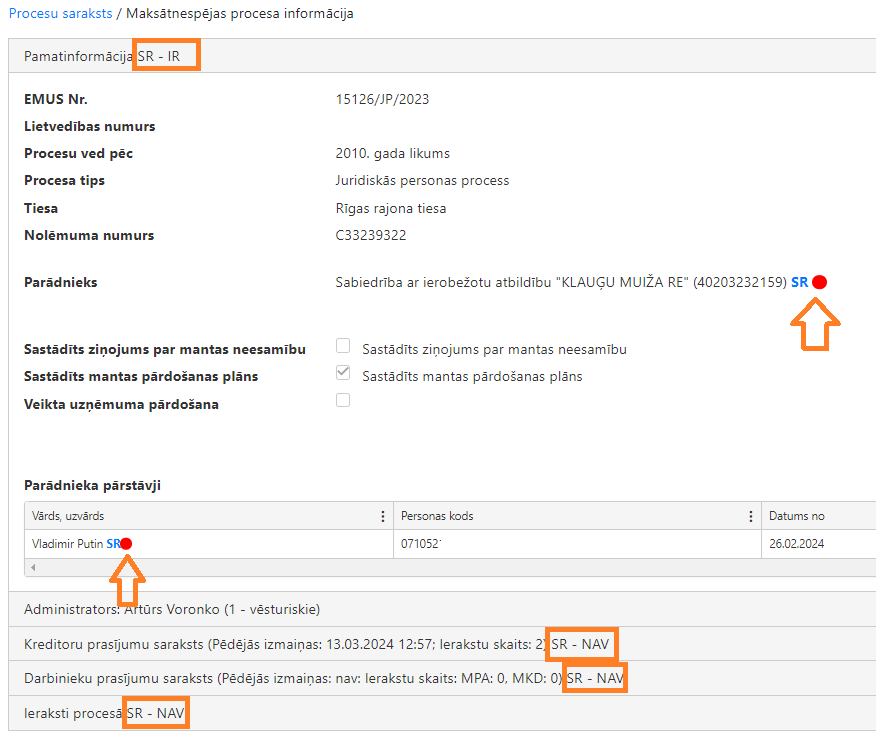 Procesu saraksts / Maksātnespējas procesa informācija
Pamatinformācija SR - IR
EMUS Nr. 15126/JP/2023
Lietvedības numurs
Procesu ved pēc 2010. gada likums
Procesa tips Juridiskās personas process
Tiesa Rīgas rajona tiesa
Nolēmuma numurs C33239322
Parādnieks Sabiedrība ar ierobežotu atbildību "KLAUĢU MUIŽA RE" (40203232159) SR
Sastādīts ziņojums par mantas neesamību Sastādīts ziņojums par mantas neesamību
Sastādīts mantas pārdošanas plāns Sastādīts mantas pārdošanas plāns
Veikta uzņēmuma pārdošana
Parādnieka pārstāvji
Vārds, uzvārds Personas kods Datums no
Vladimir Putin SR 071052 26.02.2024
Administrators: Artūrs Voronko (1 - vēsturiskie)
Kreditoru prasījumu saraksts (Pēdējās izmaiņas: 13.03.2024 12:57; Ierakstu skaits: 2) SR - NAV
Darbinieku prasījumu saraksts (Pēdējās izmaiņas: nav: Ierakstu skaits: MPA: 0, MKD: 0) SR - NAV
Ieraksti procesā SR - NAV